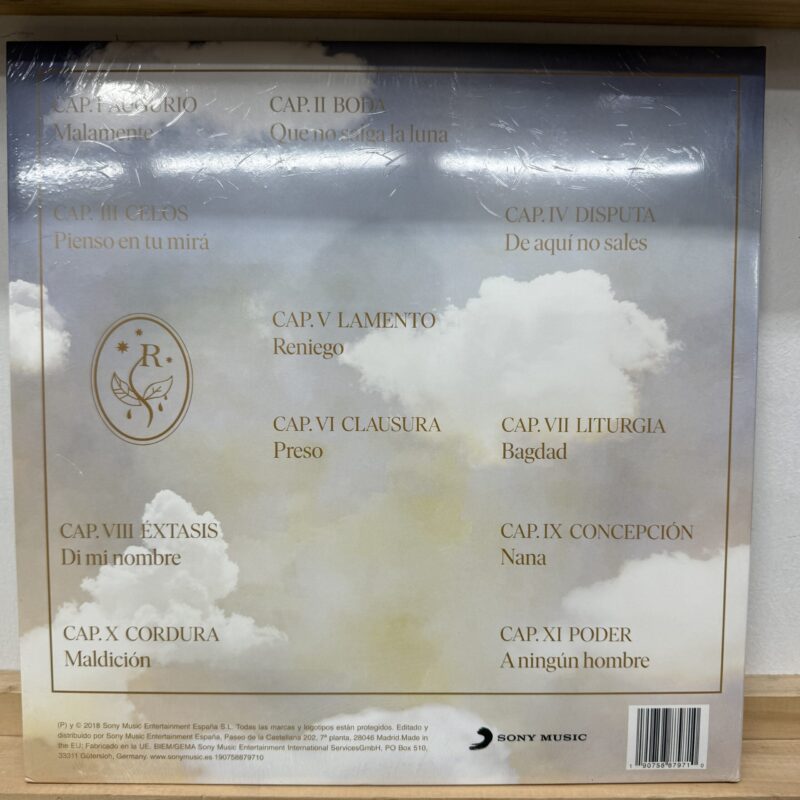 CAP. I AUGURIO
Malamente
CAP. II BODA
Que no salga la luna
CAP. III CELOS
Pienso en tu mirá
CAP. IV DISPUTA
De aquí no sales
CAP. V LAMENTO
Reniego
R
CAP. VI CLAUSURA
Preso
CAP. VII LITURGIA
Bagdad
CAP. VIII ÉXTASIS
Di mi nombre
CAP. IX CONCEPCIÓN
Nana
CAP. X CORDURA
Maldición
CAP. XI PODER
A ningún hombre
(P) y © 2018 Sony Music Entertainment España S.L. Todas las marcas y logotipos están protegidos. Editado y
distribuido por Sony Music Entertainment España, Paseo de la Castellana 202, 7ª planta, 28046 Madrid.Made in
the EU; Fabricado en la UE. BIEM/GEMA Sony Music Entertainment International ServicesGmbH, PO Box 510,
33311 Gütersloh, Germany. www.sonymusic.es 190758879710
SONY MUSIC
1 90758 87971 0